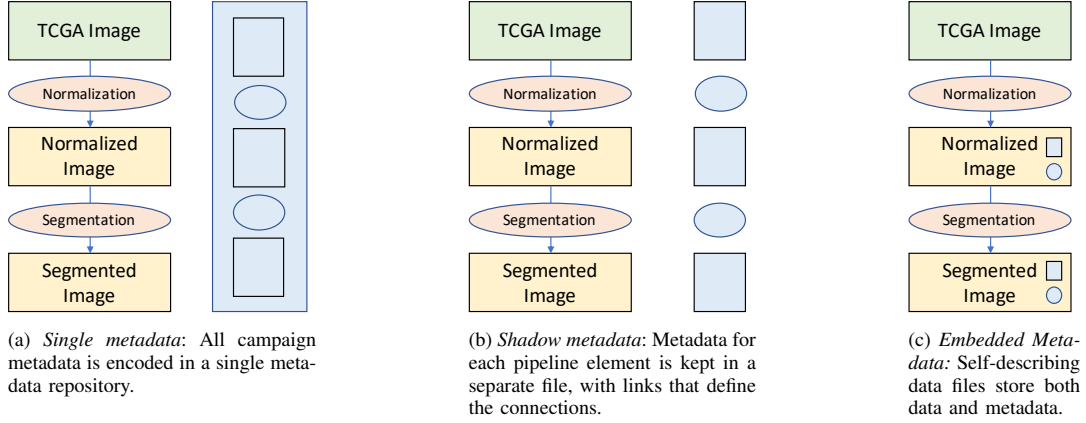 TCGA Image
Normalization
Normalized
Image
Segmentation
Segmented
Image
(a) Single metadata: All campaign
metadata is encoded in a single meta-
data repository.
TCGA Image
Normalization
Normalized
Image
Segmentation
Segmented
Image
(b) Shadow metadata: Metadata for
each pipeline element is kept in a
separate file, with links that define
the connections.
TCGA Image
Normalization
Normalized
Image
Segmentation
Segmented
Image
(c) Embedded Meta-
data: Self-describing
data files store both
data and metadata.